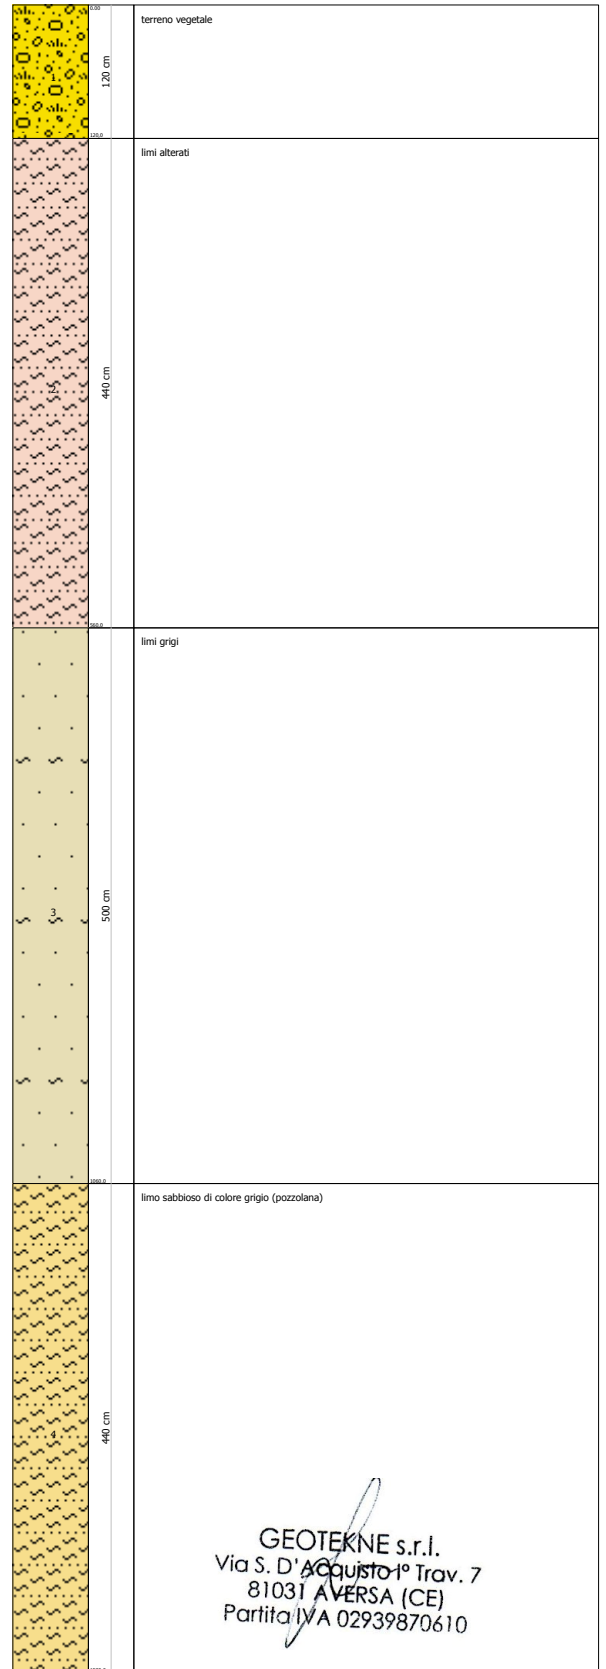 0,00
terreno vegetale
1
120 cm
120,0
limi alterati
2
440 cm
560,0
limi grigi
3
500 cm
1060,0
limo sabbioso di colore grigio (pozzolana)
4
440 cm
GEOTEKNE s.r.l.
Via S. D'Acquisto I° Trav. 7
81031 AVERSA (CE)
Partita IVA 02939870610